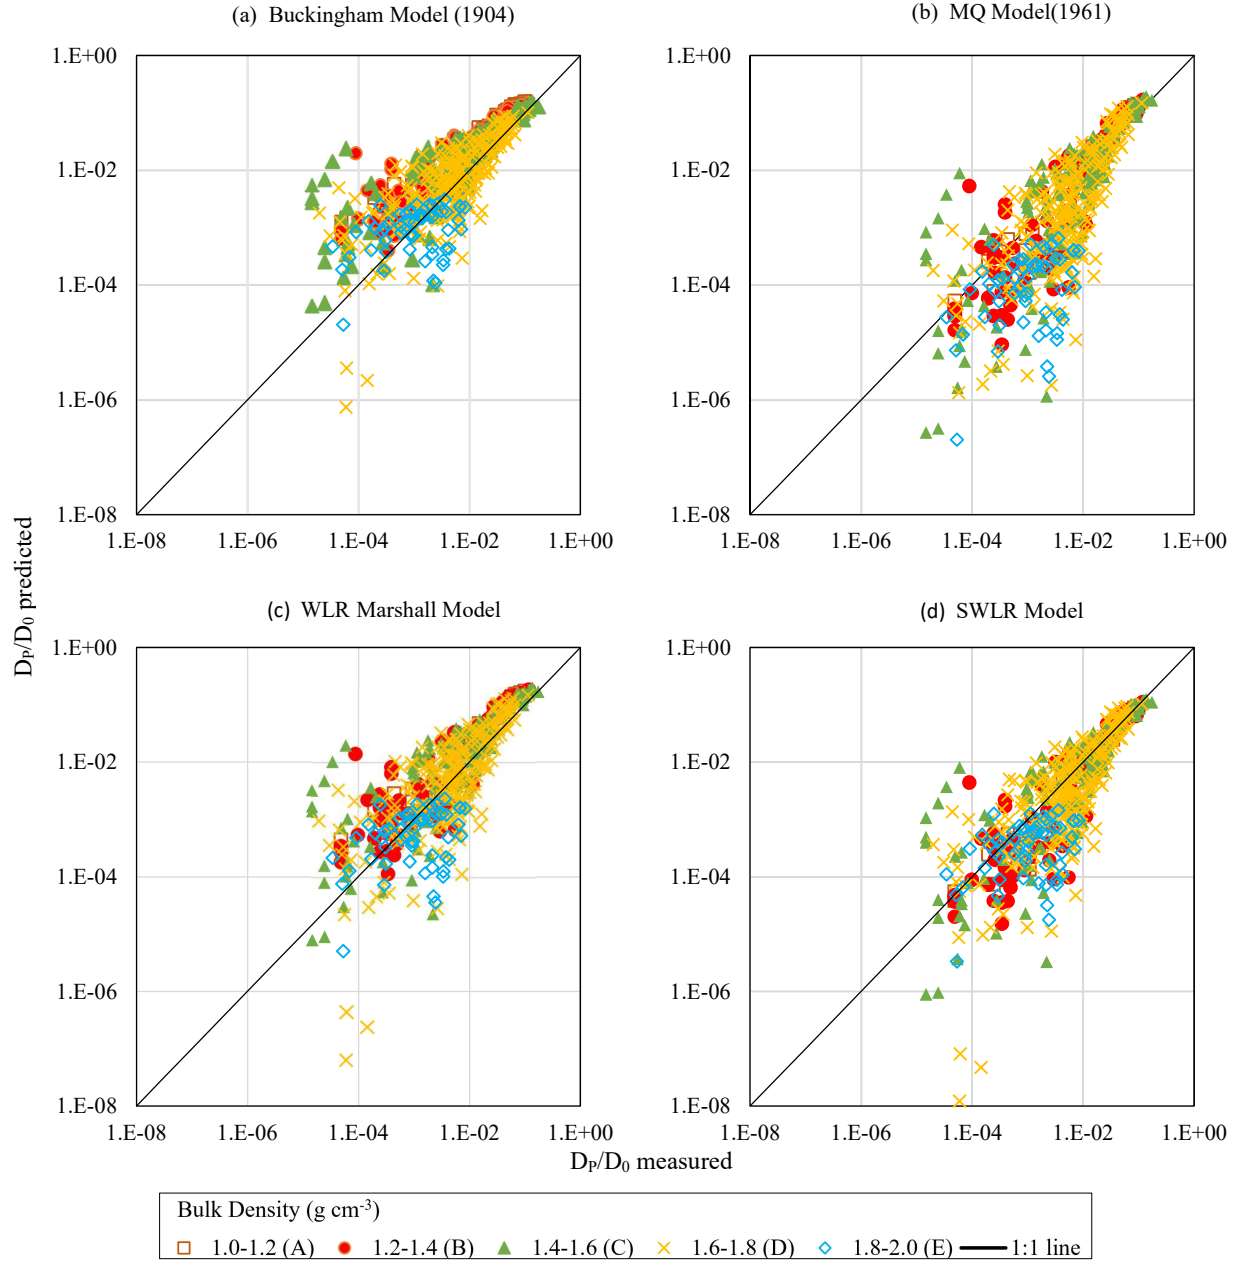 (a) Buckingham Model (1904)
(b) MQ Model(1961)
1.E+00
1.E-02
1.E-04
1.E-06
1.E-08
1.E-08 1.E-06 1.E-04 1.E-02 1.E+00
1.E+00
1.E-02
1.E-04
1.E-06
1.E-08
1.E-08 1.E-06 1.E-04 1.E-02 1.E+00
DP/D0 predicted
(c) WLR Marshall Model
(d) SWLR Model
1.E+00
1.E-02
1.E-04
1.E-06
1.E-08
1.E-08 1.E-06 1.E-04 1.E-02 1.E+00
1.E+00
1.E-02
1.E-04
1.E-06
1.E-08
1.E-08 1.E-06 1.E-04 1.E-02 1.E+00
DP/D0 measured
Bulk Density (g cm-3)
1.0-1.2 (A) 1.2-1.4 (B) 1.4-1.6 (C) 1.6-1.8 (D) 1.8-2.0 (E) 1:1 line